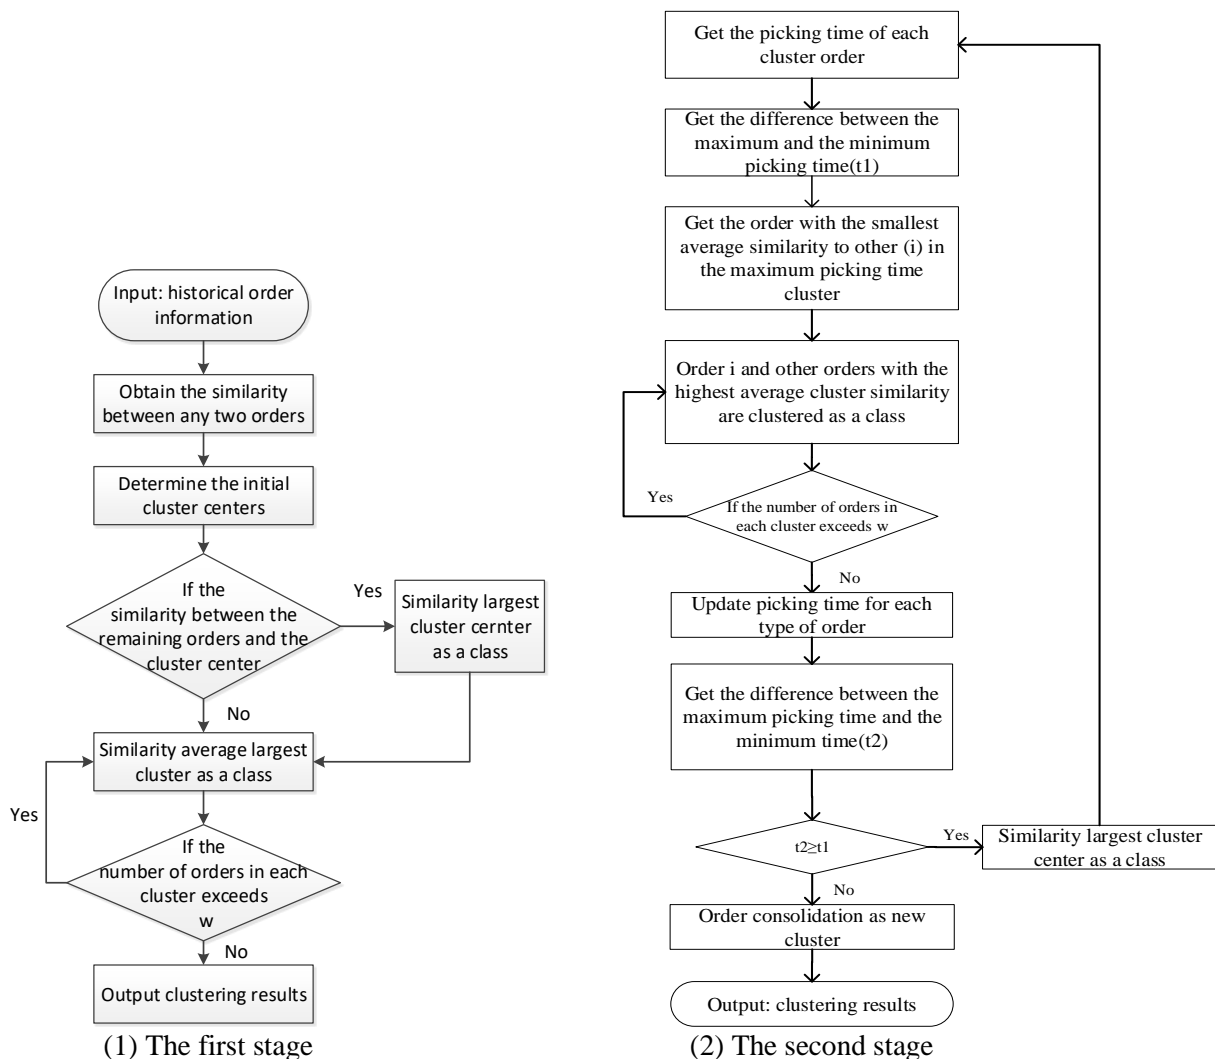 Input: historical order
information
Obtain the similarity
between any two orders
Determine the initial
cluster centers
If the
similarity between the
remaining orders and the
cluster center
Yes
Similarity largest
cluster cernter
as a class
No
Similarity average largest
cluster as a class
Yes
If the
number of orders in each
cluster exceeds
w
No
Output clustering results
(1) The first stage
Get the picking time of each
cluster order
Get the difference between the
maximum and the minimum
picking time(t1)
Get the order with the smallest
average similarity to other (i) in
the maximum picking time
cluster
Order i and other orders with the
highest average cluster similarity
are clustered as a class
Yes
If the number of orders in
each cluster exceeds w
No
Update picking time for each
type of order
Get the difference between the
maximum picking time and the
minimum time(t2)
t2≥t1
Yes
Similarity largest cluster
center as a class
No
Order consolidation as new
cluster
Output: clustering results
(2) The second stage